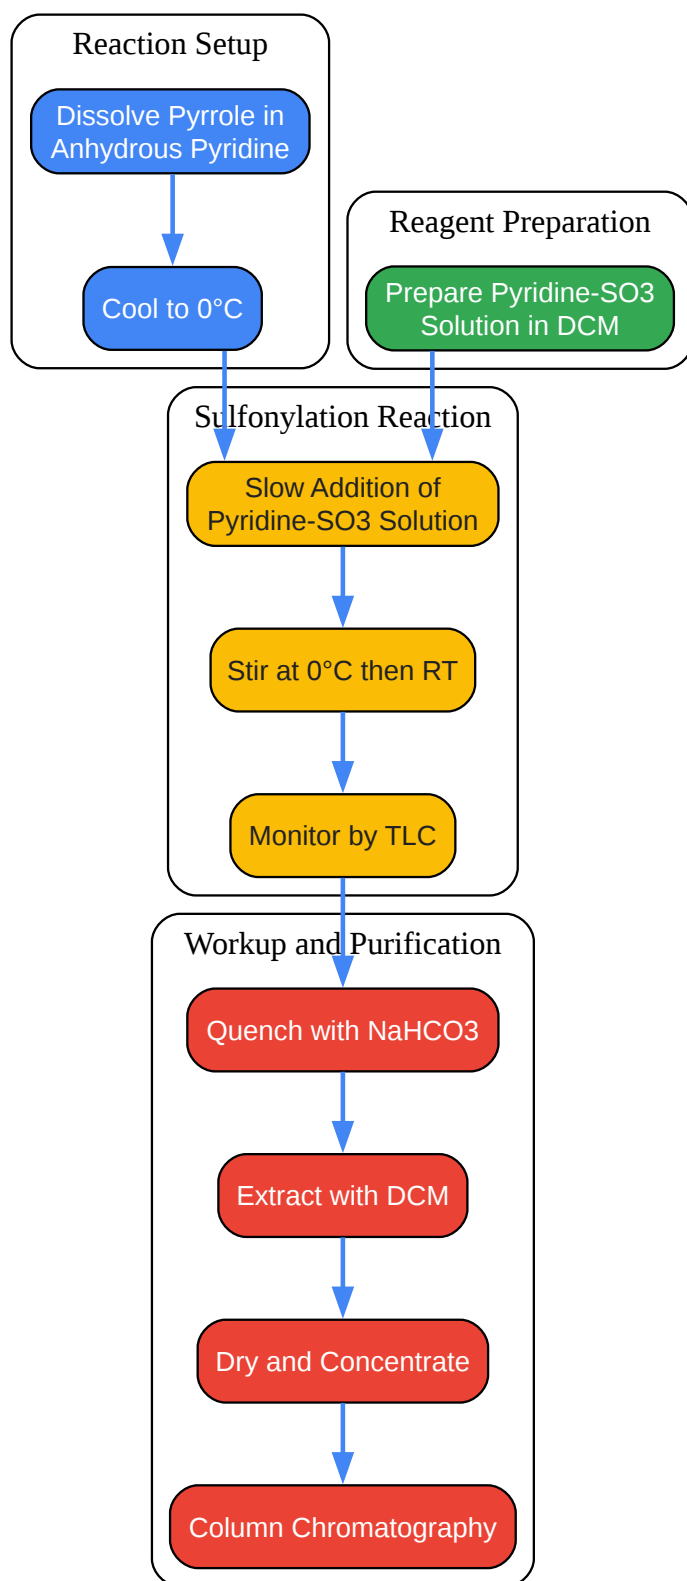 Reaction Setup
Dissolve Pyrrole in
Anhydrous Pyridine
Cool to 0°C
Reagent Preparation
Prepare Pyridine-SO3
Solution in DCM
Sulfonylation Reaction
Slow Addition of
Pyridine-SO3 Solution
Stir at 0°C then RT
Monitor by TLC
Workup and Purification
Quench with NaHCO3
Extract with DCM
Dry and Concentrate
Column Chromatography